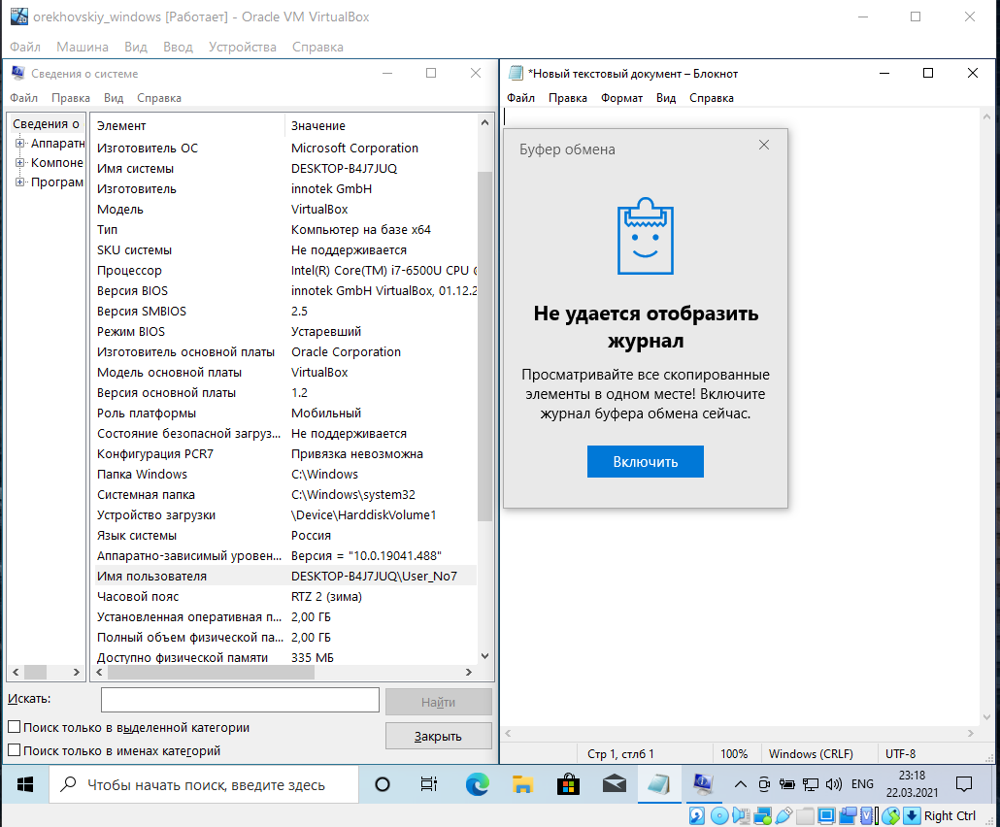 orekhovskiy_windows [Работает] - Oracle VM VirtualBox
Файл Машина Вид Ввод Устройства Справка
Сведения о системе
Файл Правка Вид Справка
Сведения о
Аппаратн
Компоне
Програм
Элемент Значение
Изготовитель ОС Microsoft Corporation
Имя системы DESKTOP-B4J7JUQ
Изготовитель innotek GmbH
Модель VirtualBox
Тип Компьютер на базе x64
SKU системы Не поддерживается
Процессор Intel(R) Core(TM) i7-6500U CPU
Версия BIOS innotek GmbH VirtualBox, 01.12.2
Версия SMBIOS 2.5
Режим BIOS Устаревший
Изготовитель основной платы Oracle Corporation
Модель основной платы VirtualBox
Версия основной платы 1.2
Роль платформы Мобильный
Состояние безопасной загруз... Не поддерживается
Конфигурация PCR7 Привязка невозможна
Папка Windows C:\Windows
Системная папка C:\Windows\system32
Устройство загрузки \Device\HarddiskVolume1
Язык системы Россия
Аппаратно-зависимый уровен... Версия = "10.0.19041.488"
Имя пользователя DESKTOP-B4J7JUQ\User_No7
Часовой пояс RTZ 2 (зима)
Установленная оперативная п... 2,00 ГБ
Полный объем физической па... 2,00 ГБ
Доступно физической памяти 335 МБ
Искать:
Найти
Поиск только в выделенной категории
Закрыть
Поиск только в именах категорий
*Новый текстовый документ – Блокнот
Файл Правка Формат Вид Справка
Буфер обмена
Не удается отобразить
журнал
Просматривайте все скопированные
элементы в одном месте! Включите
журнал буфера обмена сейчас.
Включить
Стр 1, стлб 1 100% Windows (CRLF) UTF-8
Чтобы начать поиск, введите здесь
ENG
23:18
22.03.2021
Right Ctrl